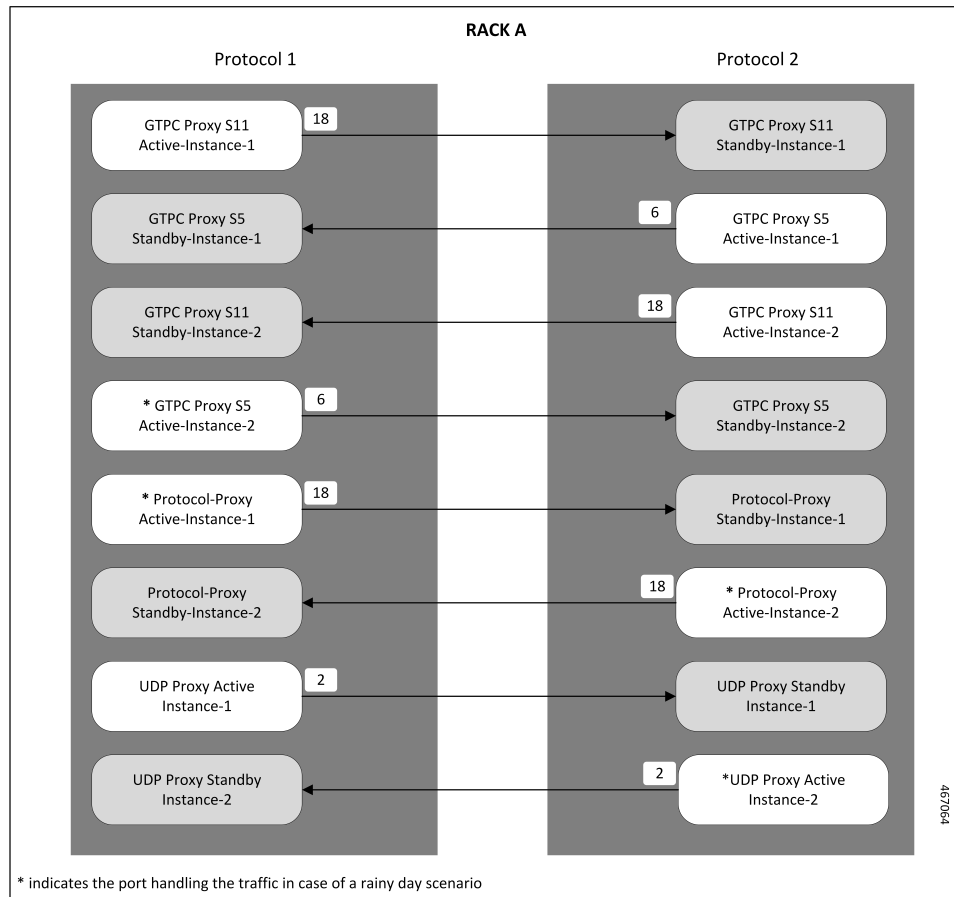 RACK A
Protocol 1
Protocol 2
GTPC Proxy S11
Active-Instance-1
18
GTPC Proxy S11
Standby-Instance-1
GTPC Proxy S5
Standby-Instance-1
6
GTPC Proxy S5
Active-Instance-1
GTPC Proxy S11
Standby-Instance-2
18
GTPC Proxy S11
Active-Instance-2
* GTPC Proxy S5
Active-Instance-2
6
GTPC Proxy S5
Standby-Instance-2
* Protocol-Proxy
Active-Instance-1
18
Protocol-Proxy
Standby-Instance-1
Protocol-Proxy
Standby-Instance-2
18
* Protocol-Proxy
Active-Instance-2
UDP Proxy Active
Instance-1
2
UDP Proxy Standby
Instance-1
UDP Proxy Standby
Instance-2
2
*UDP Proxy Active
Instance-2
467064
* indicates the port handling the traffic in case of a rainy day scenario